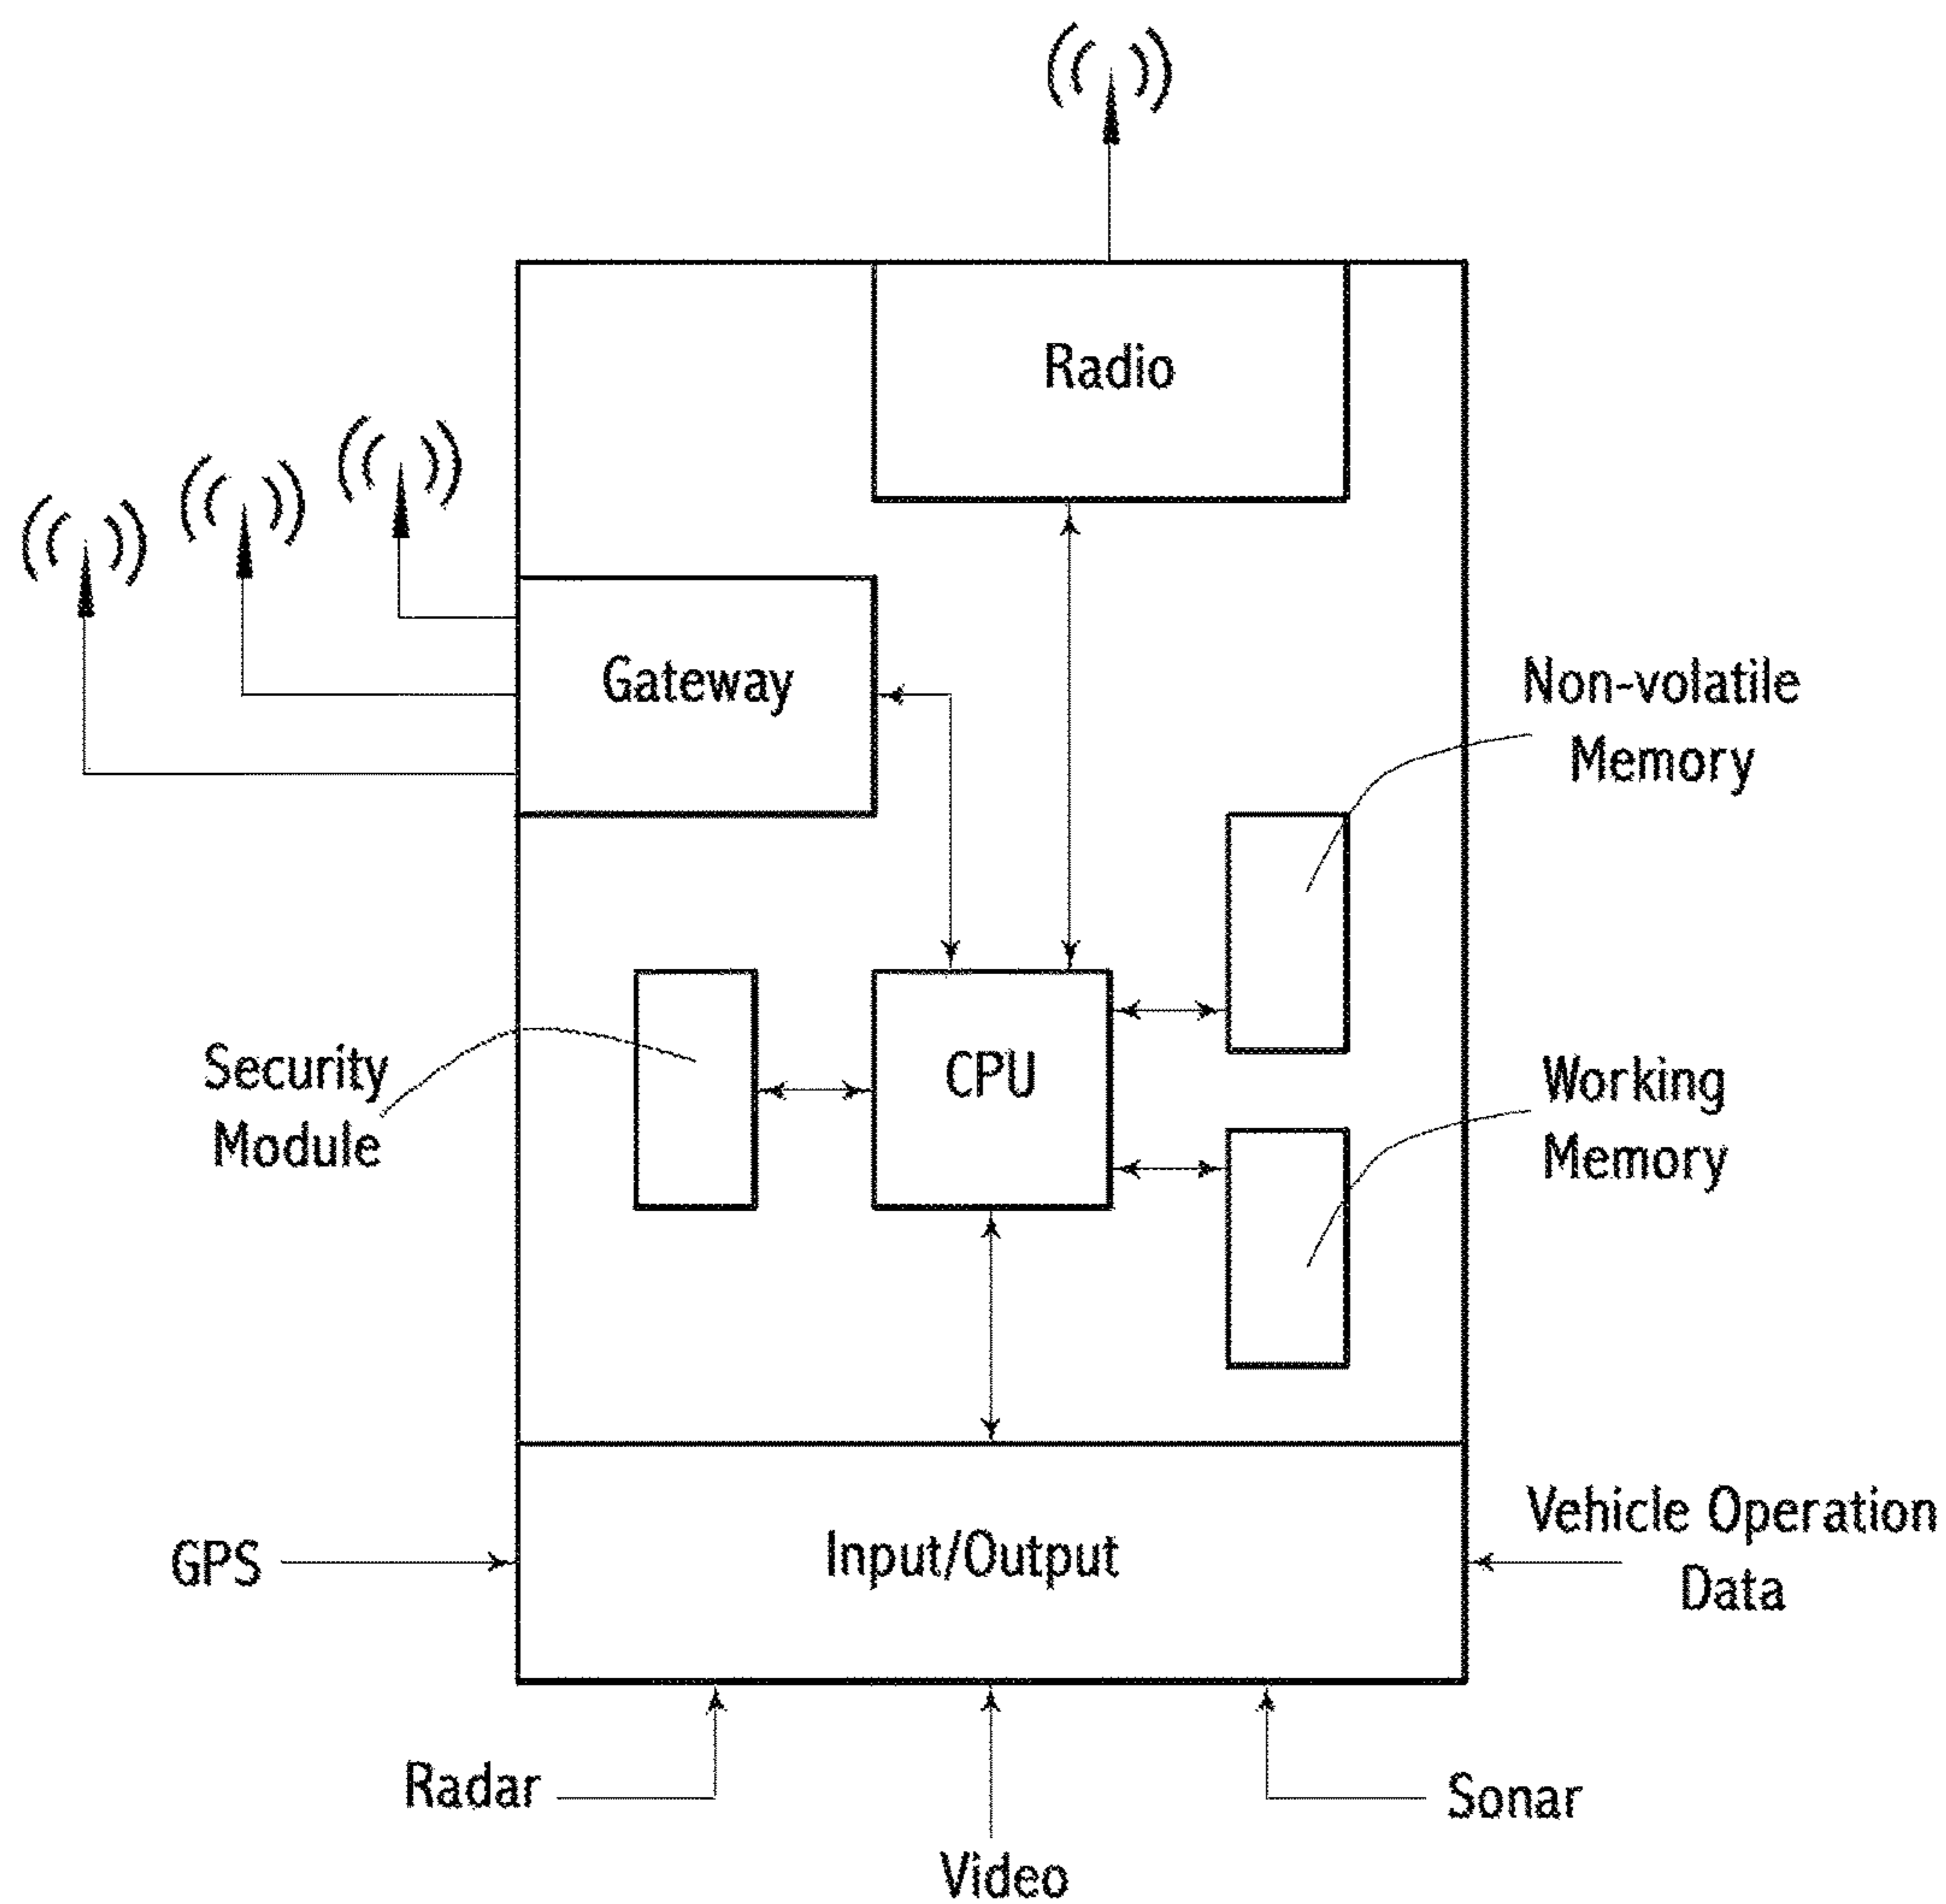 Radio
Gateway
Non-volatile
Memory
Security
Module
CPU
Working
Memory
GPS
Input/Output
Vehicle Operation
Data
Radar
Video
Sonar